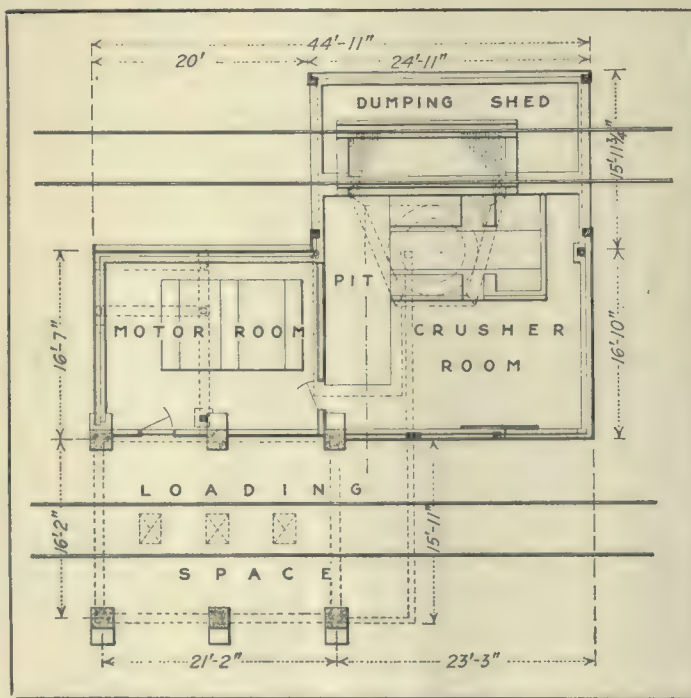 44'-11"
20'
24'-11"
DUMPING SHED
15'-11¾"
PIT
MOTOR ROOM
CRUSHER
ROOM
16'-7"
16'-10"
LOADING
16'-2"
15'-11"
SPACE
21'-2"
23'-3"